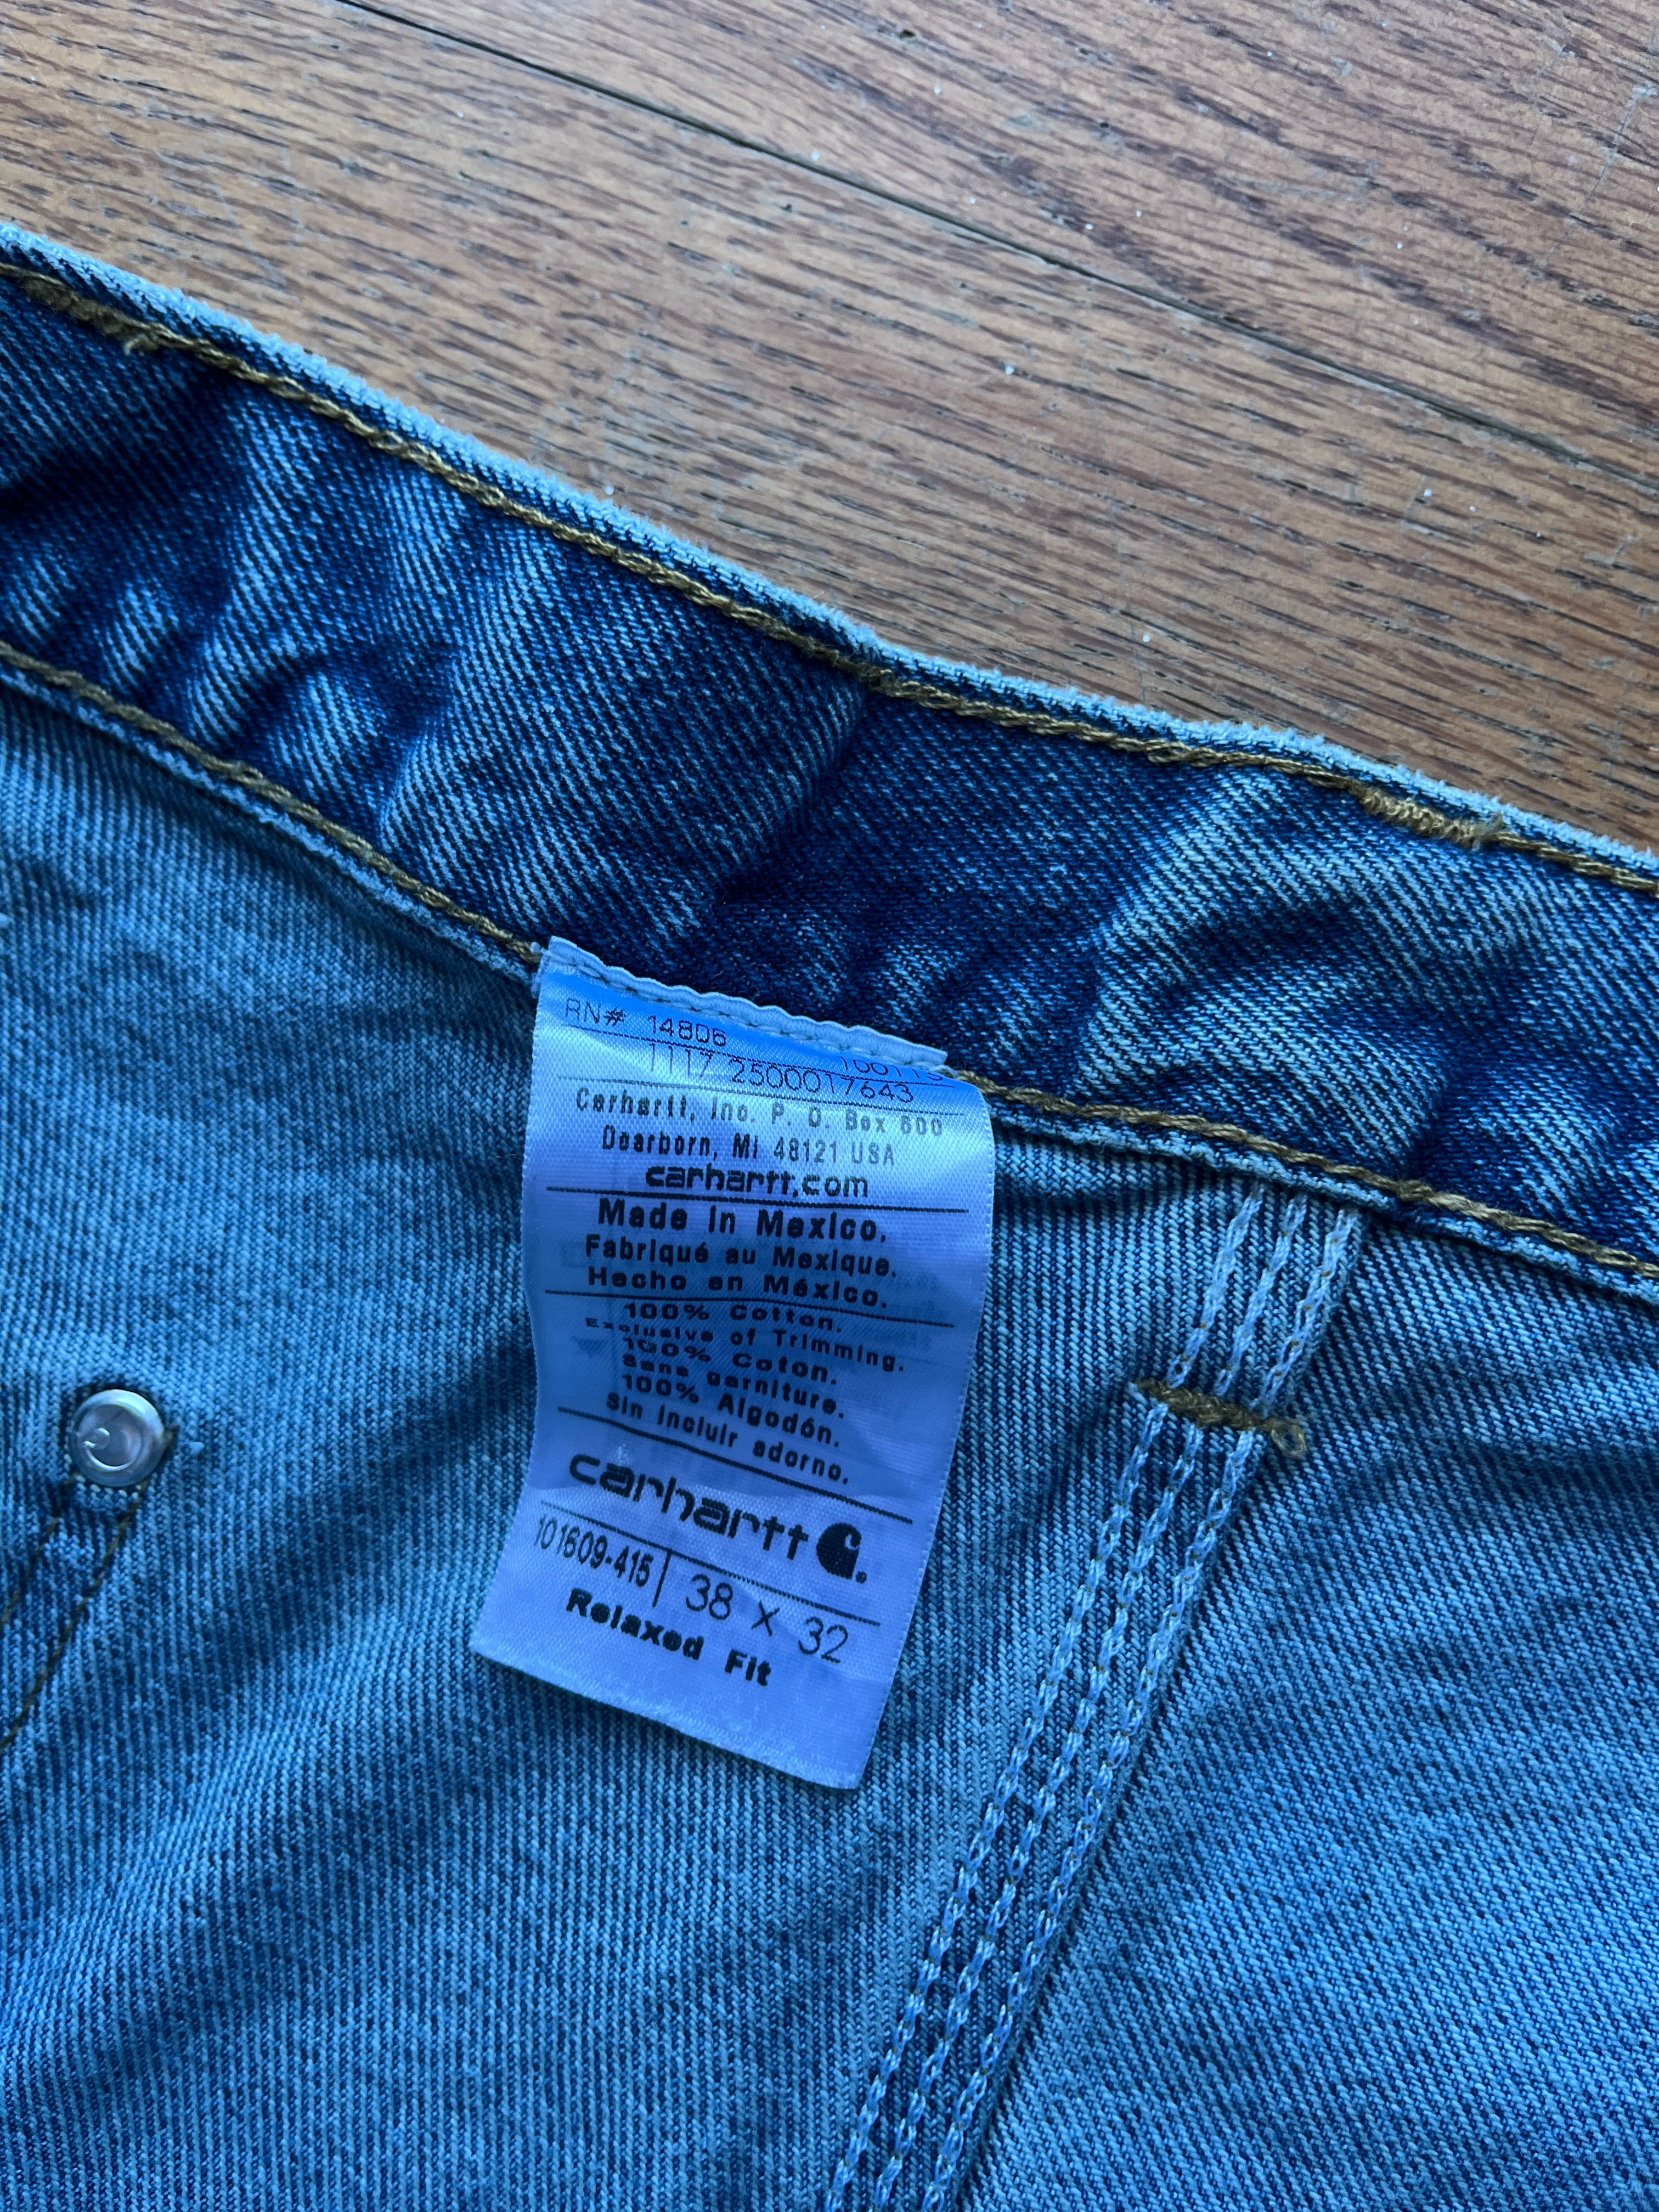 RN# 14806
1117 2500017643
Carhartt, Inc. P. O. Box 600
Dearborn, MI 48121 USA
carhartt.com
Made in Mexico.
Fabriqué au Mexique.
Hecho en México.
100% Cotton.
Exclusive of Trimming.
100% Coton.
Sans garniture.
100% Algodón.
Sin incluir adorno.
carhartt
101609-415 | 38 x 32
Relaxed Fit